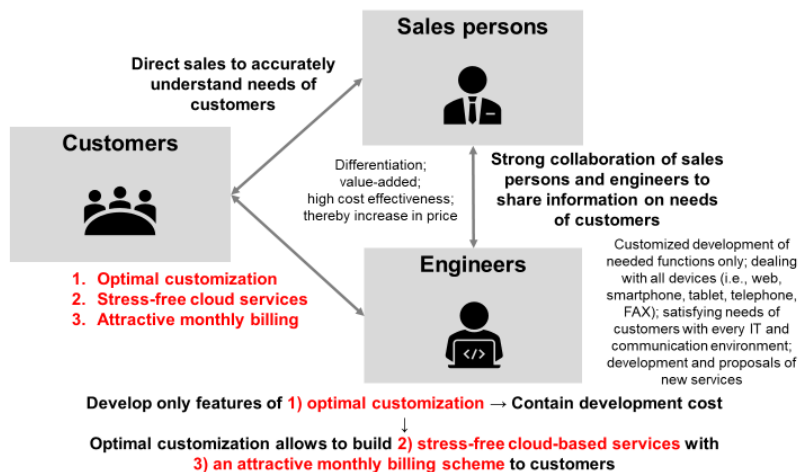 Sales persons
Direct sales to accurately
understand needs of
customers
Customers
Differentiation;
value-added;
high cost effectiveness;
thereby increase in price
Strong collaboration of sales
persons and engineers to
share information on needs
of customers
1. Optimal customization
2. Stress-free cloud services
3. Attractive monthly billing
Engineers
</>
Customized development of
needed functions only; dealing
with all devices (i.e., web,
smartphone, tablet, telephone,
FAX); satisfying needs of
customers with every IT and
communication environment;
development and proposals of
new services
Develop only features of 1) optimal customization → Contain development cost
↓
Optimal customization allows to build 2) stress-free cloud-based services with
3) an attractive monthly billing scheme to customers